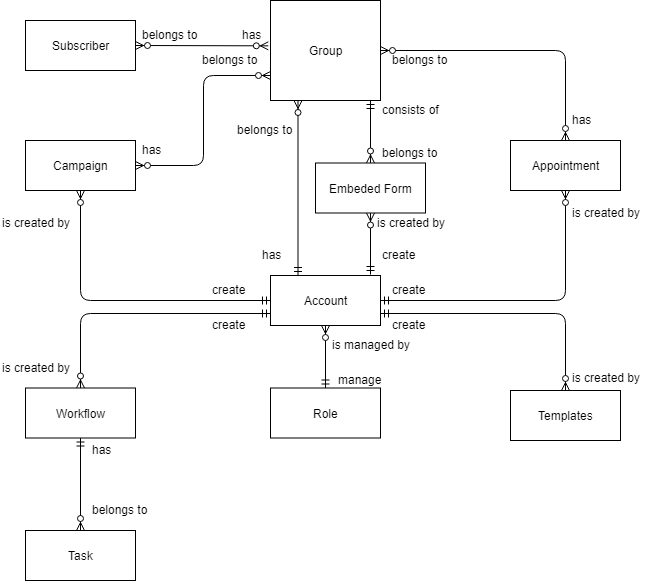 belongs to
has
Subscriber
Group
belongs to
belongs to
consists of
has
has
belongs to
belongs to
Campaign
Embeded Form
Appointment
is created by
is created by
is created by
has
create
create
create
Account
create
create
is managed by
is created by
manage
is created by
Workflow
Role
Templates
has
belongs to
Task